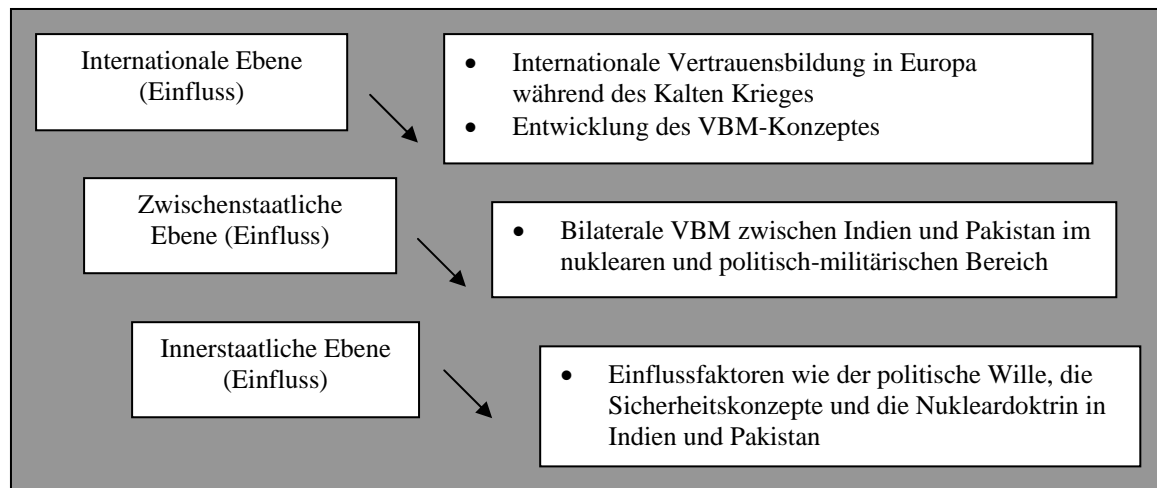 Internationale Ebene
(Einfluss)
• Internationale Vertrauensbildung in Europa
während des Kalten Krieges
• Entwicklung des VBM-Konzeptes
Zwischenstaatliche
Ebene (Einfluss)
• Bilaterale VBM zwischen Indien und Pakistan im
nuklearen und politisch-militärischen Bereich
Innerstaatliche Ebene
(Einfluss)
• Einflussfaktoren wie der politische Wille, die
Sicherheitskonzepte und die Nukleardoktrin in
Indien und Pakistan